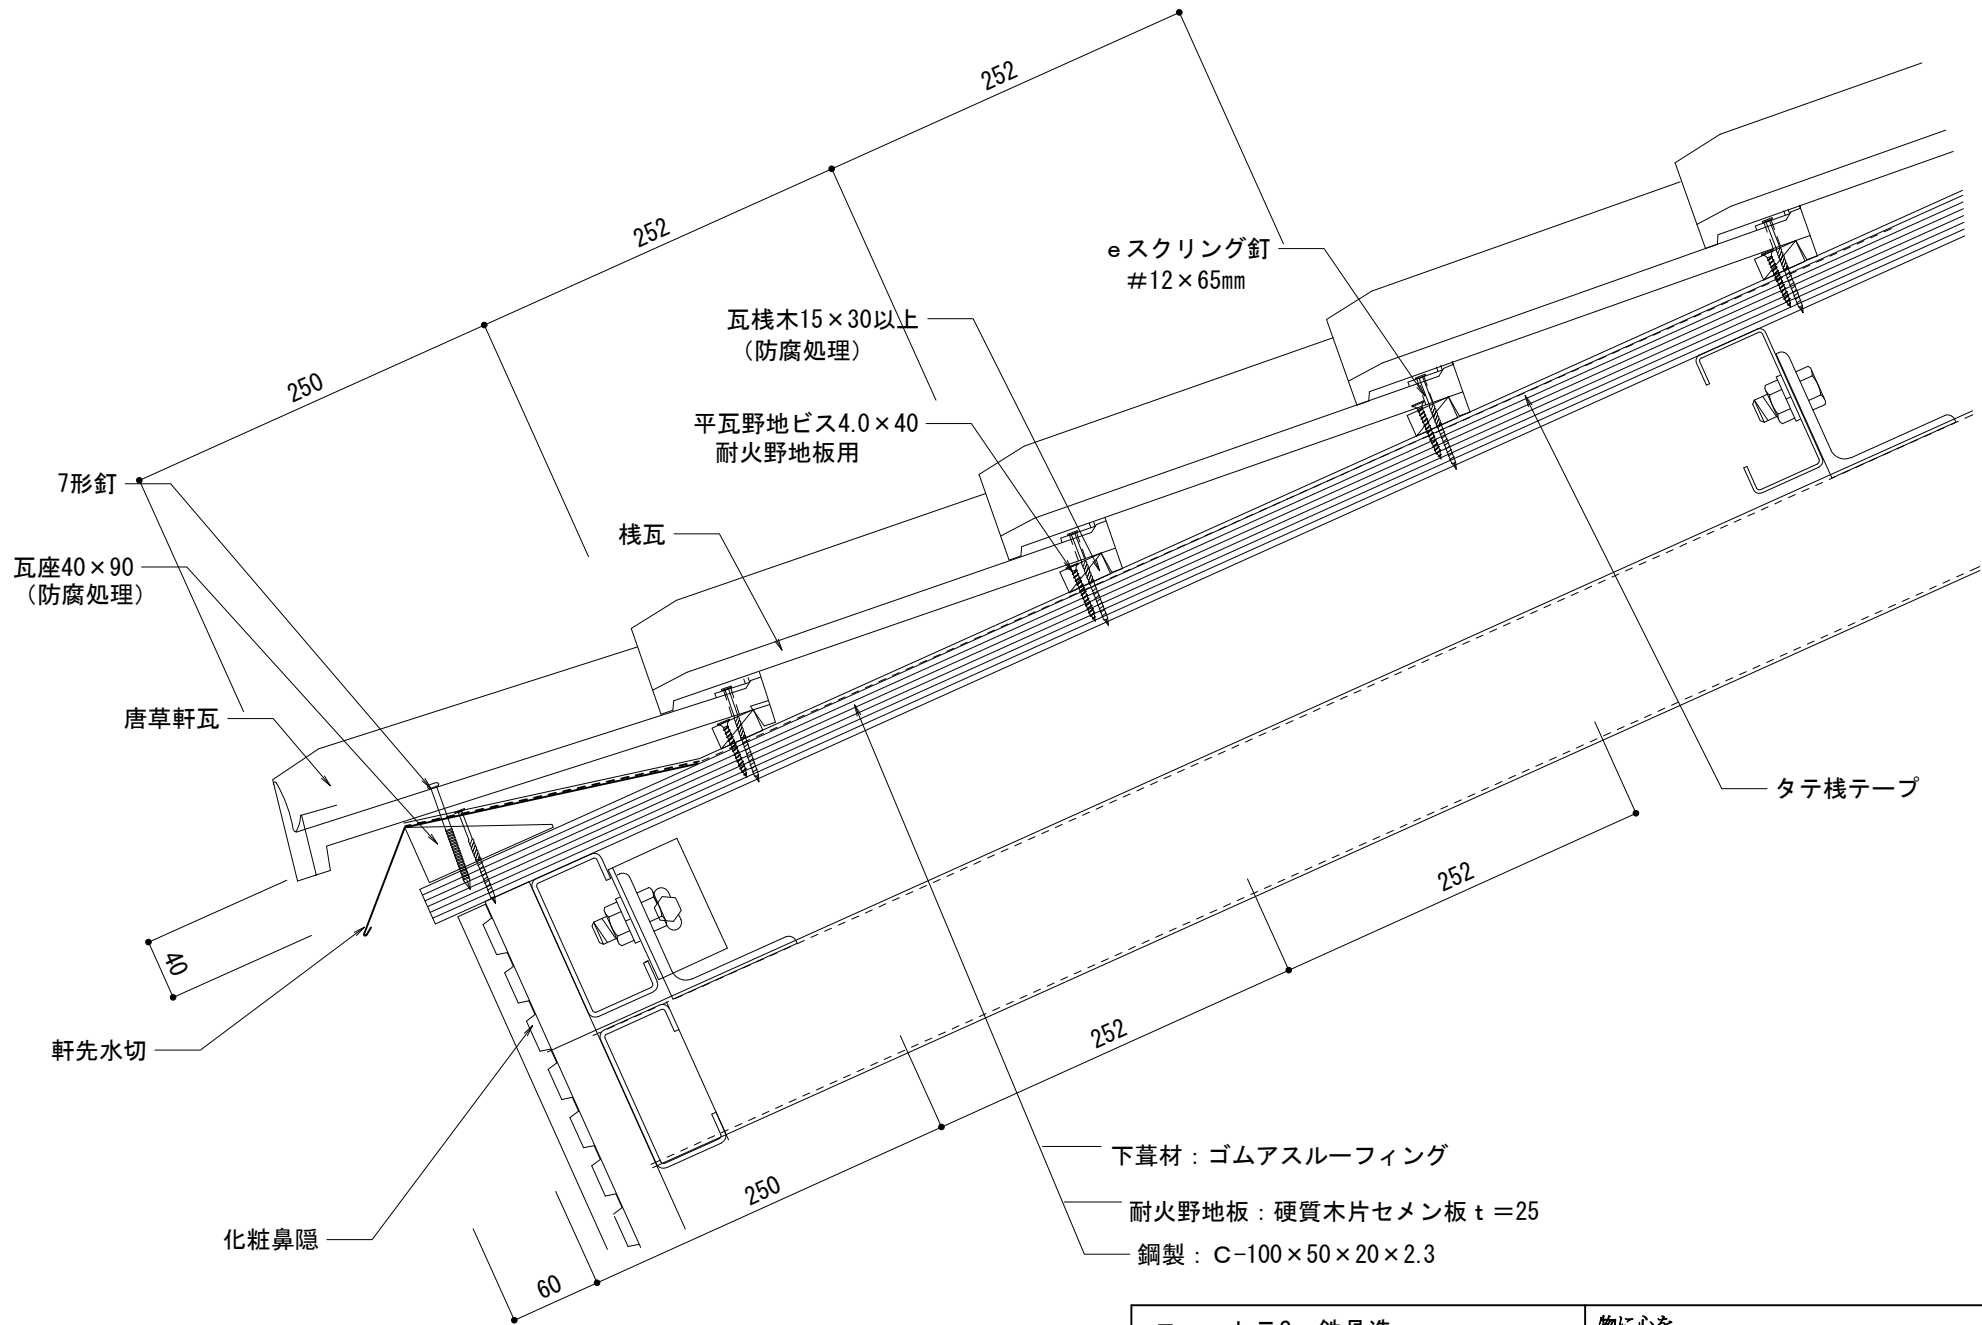 252
252
250
eスクリング釘
#12×65mm
瓦桟木15×30以上
(防腐処理)
平瓦野地ビス4.0×40
耐火野地板用
7形釘
桟瓦
瓦座40×90
(防腐処理)
唐草軒瓦
タテ桟テープ
40
252
252
250
60
軒先水切
化粧鼻隠
下葺材:ゴムアスルーフィング
耐火野地板:硬質木片セメン板t=25
鋼製:C-100×50×20×2.3
物に心を